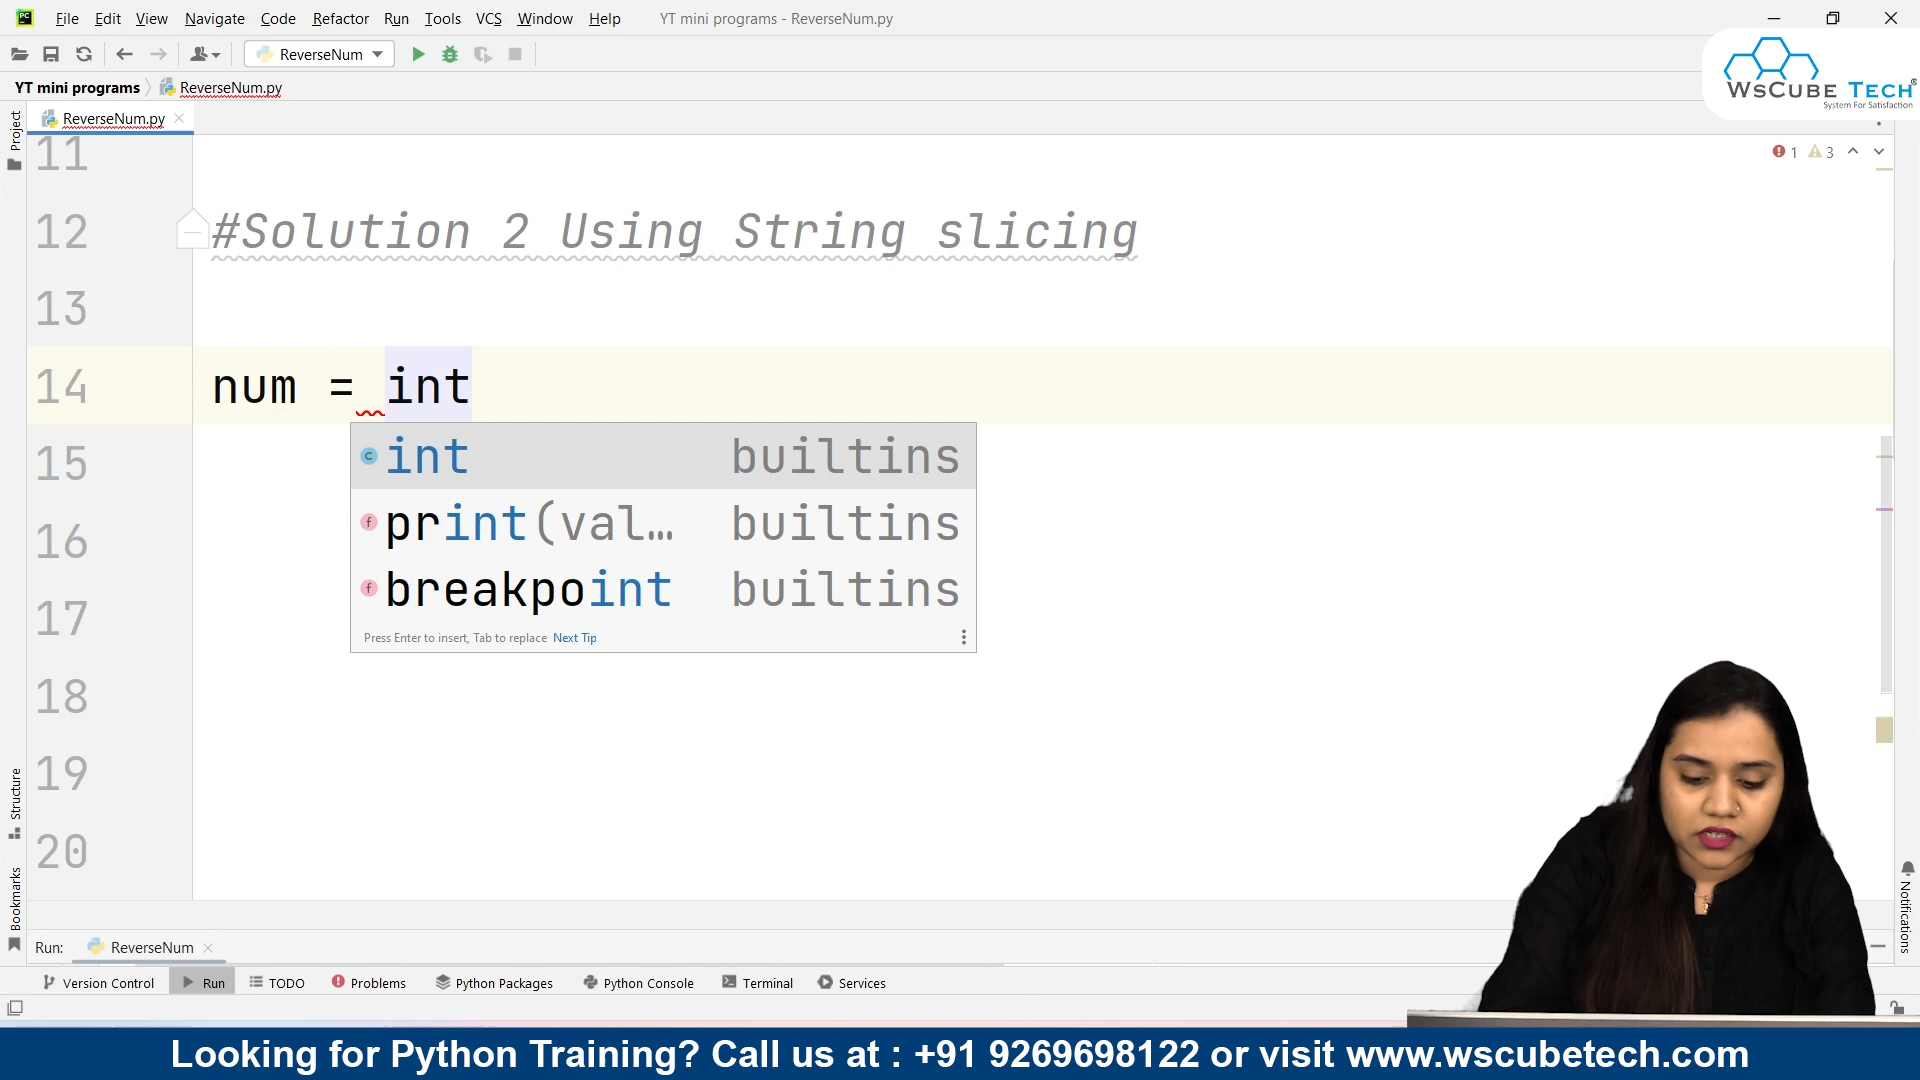 File Edit View Navigate Code Refactor Run Tools VCS Window Help YT mini programs - ReverseNum.py
ReverseNum
WsCube Tech
System For Satisfaction
YT mini programs ReverseNum.py
ReverseNum.py
Project
1 3
11
12 #Solution 2 Using String slicing
13
14 num = int
int builtins
print(val… builtins
breakpoint builtins
Press Enter to insert, Tab to replace Next Tip
15
16
17
18
19
20
Structure
Bookmarks
Notifications
Run: ReverseNum
Version Control Run TODO Problems Python Packages Python Console Terminal Services
Looking for Python Training? Call us at : +91 9269698122 or visit www.wscubetech.com